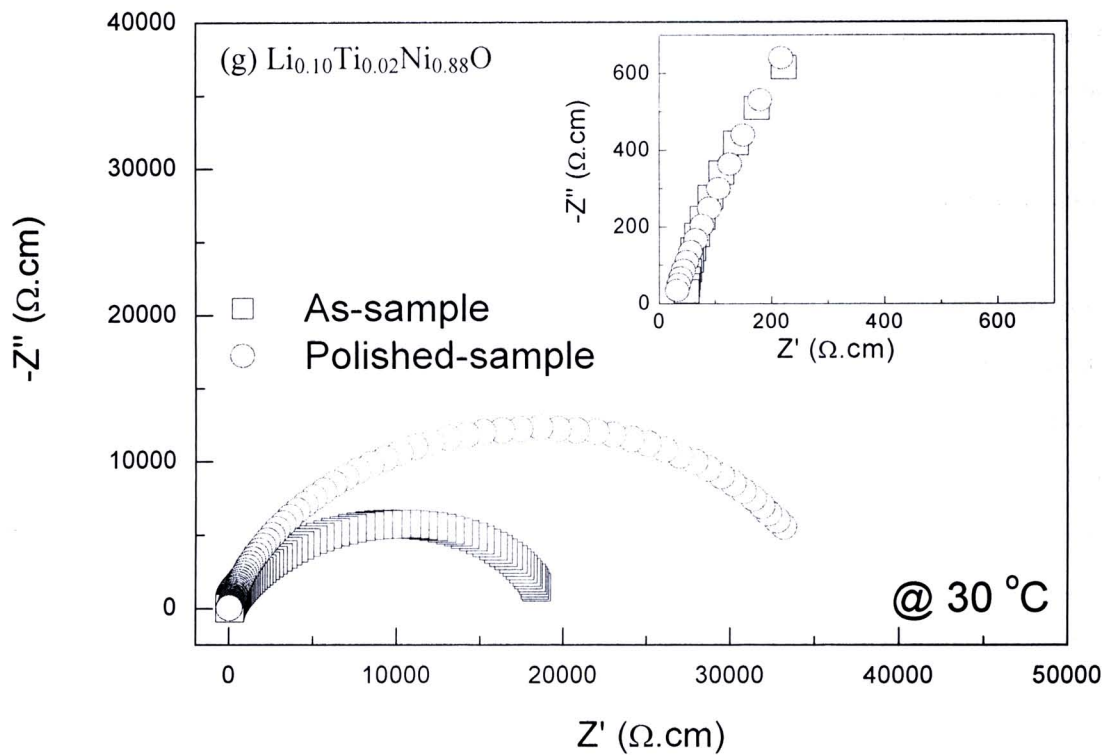 40000
30000
20000
10000
0
-Z" (Ω.cm)
(g) Li₀.₁₀Ti₀.₀₂Ni₀.₈₈O
600
400
200
0
-Z" (Ω.cm)
0 200 400 600
Z' (Ω.cm)
As-sample
Polished-sample
@ 30 °C
0 10000 20000 30000 40000 50000
Z' (Ω.cm)